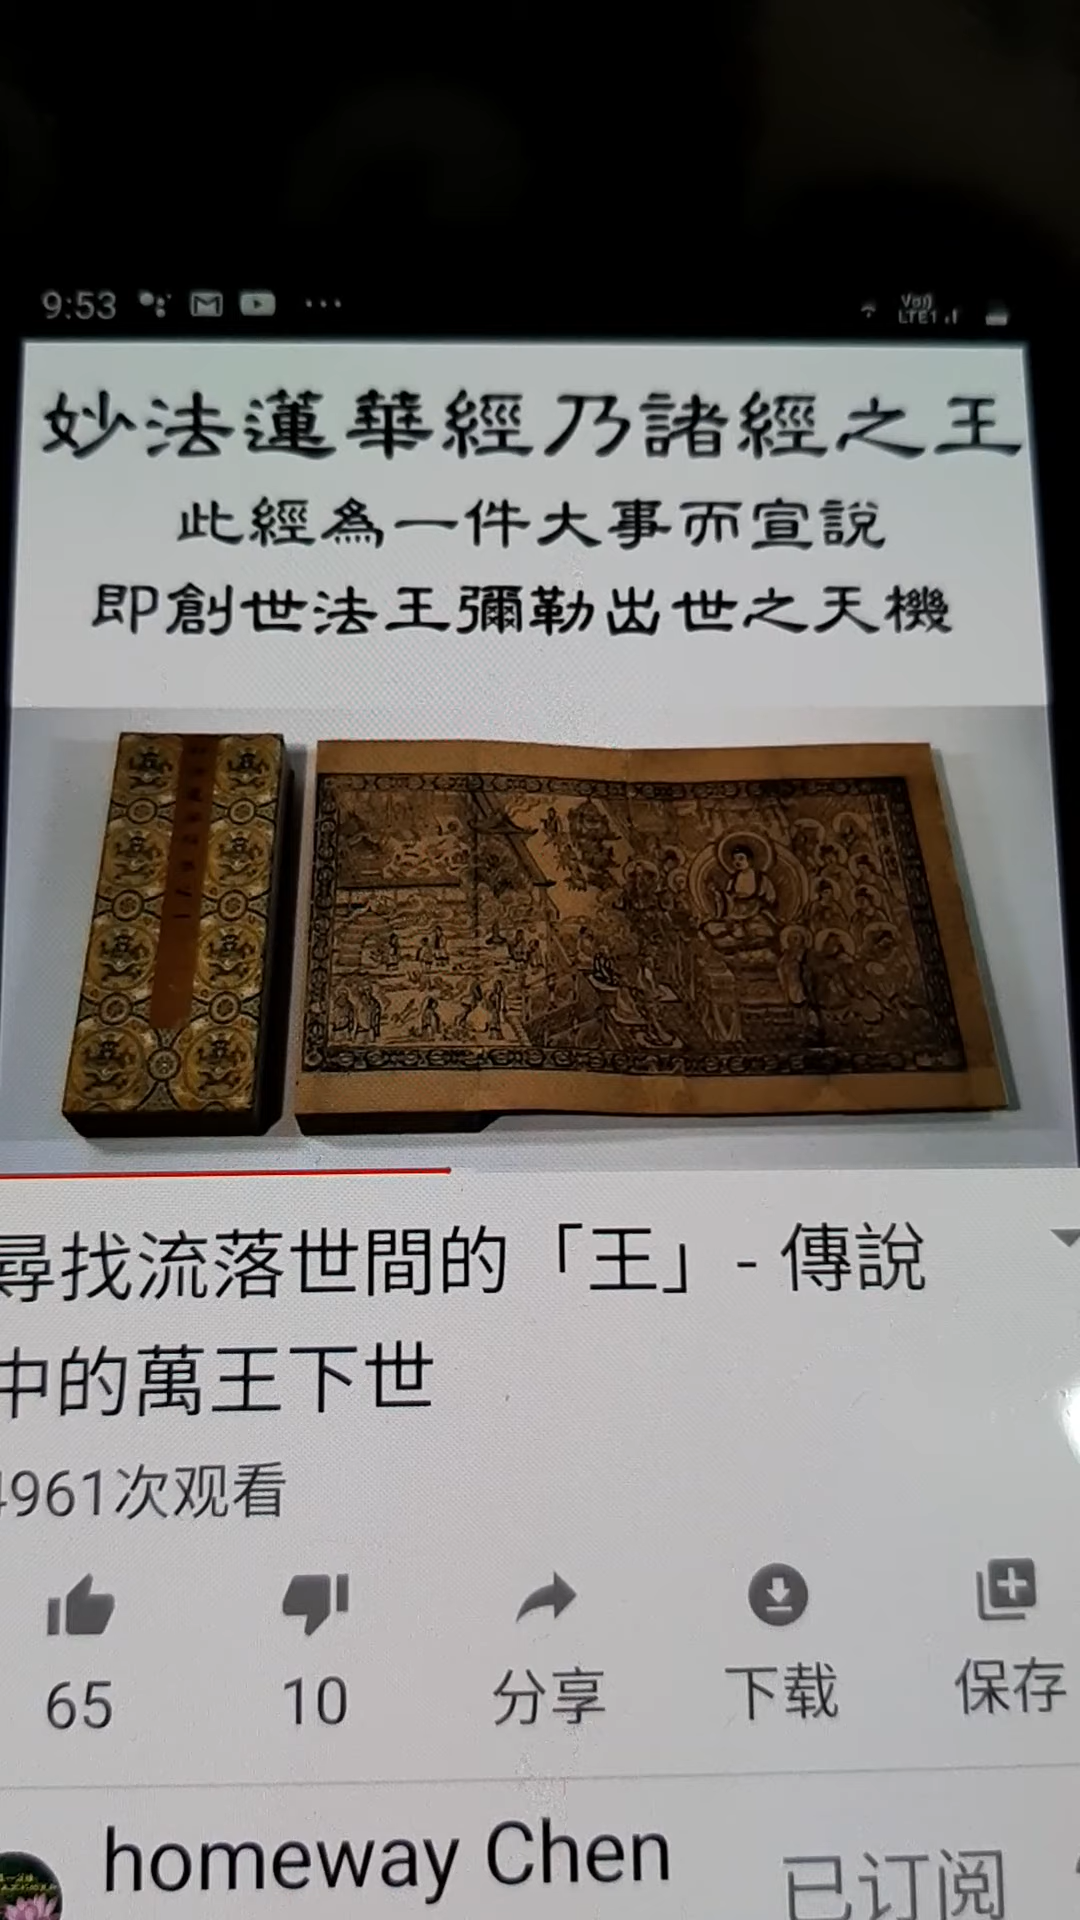 9:53
Vo))
LTE1
妙法蓮華經乃諸經之王
此經為一件大事而宣說
即創世法王彌勒出世之天機
尋找流落世間的「王」- 傳說
中的萬王下世
4961次观看
65
10
分享
下载
保存
homeway Chen
已订阅